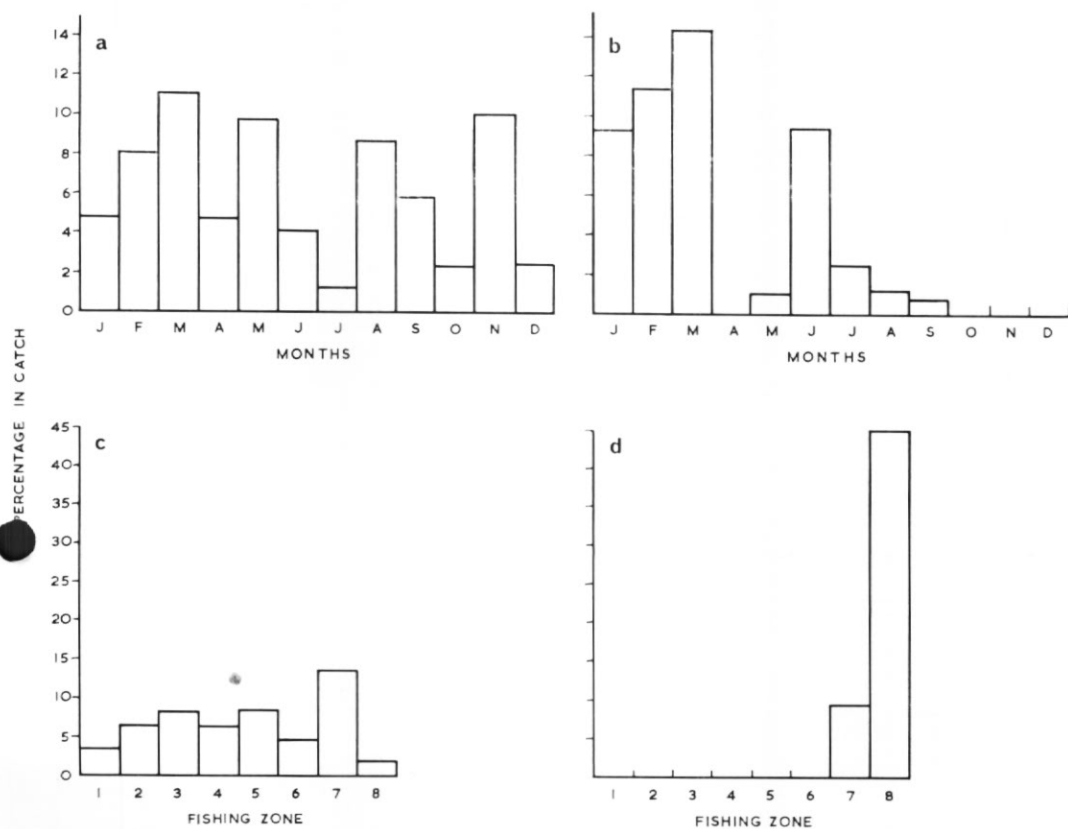 a
14
12
10
8
6
4
2
0
J F M A M J J A S O N D
MONTHS
b
J F M A M J J A S O N D
MONTHS
PERCENTAGE IN CATCH
c
45
40
35
30
25
20
15
10
5
0
1 2 3 4 5 6 7 8
FISHING ZONE
d
1 2 3 4 5 6 7 8
FISHING ZONE